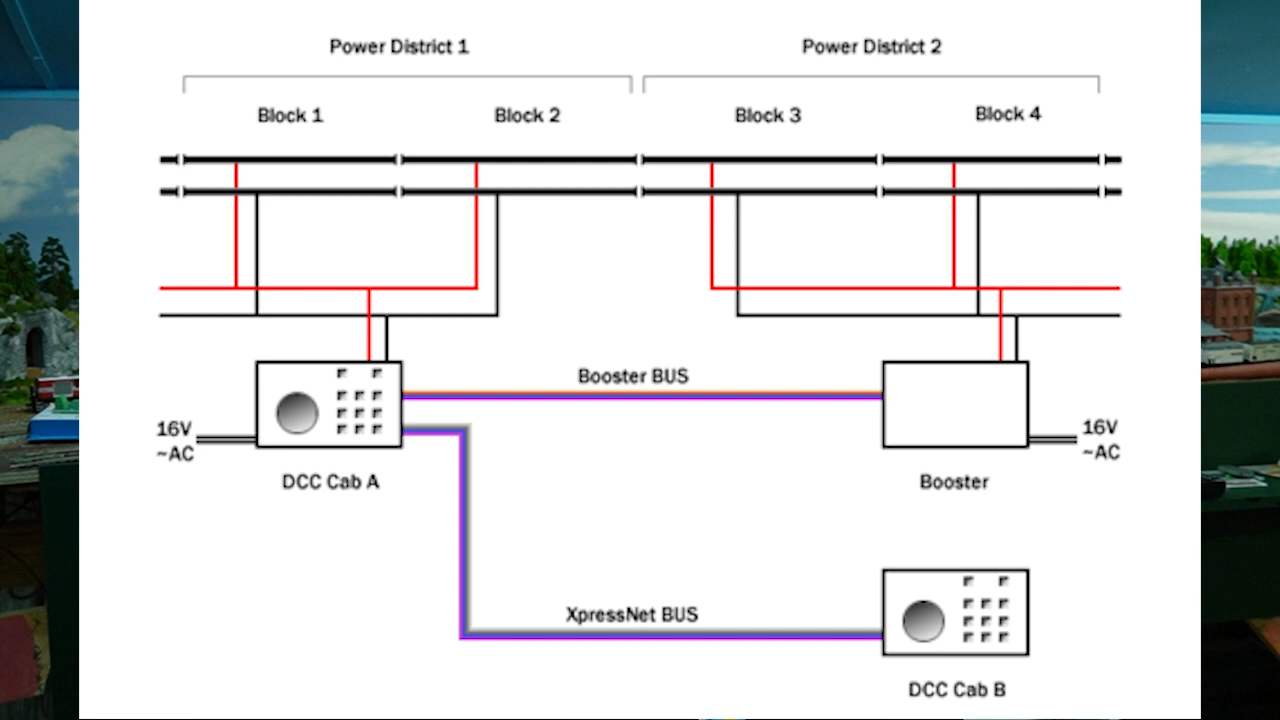 Power District 1
Power District 2
Block 1
Block 2
Block 3
Block 4
Booster BUS
16V
~AC
16V
~AC
DCC Cab A
Booster
XpressNet BUS
DCC Cab B